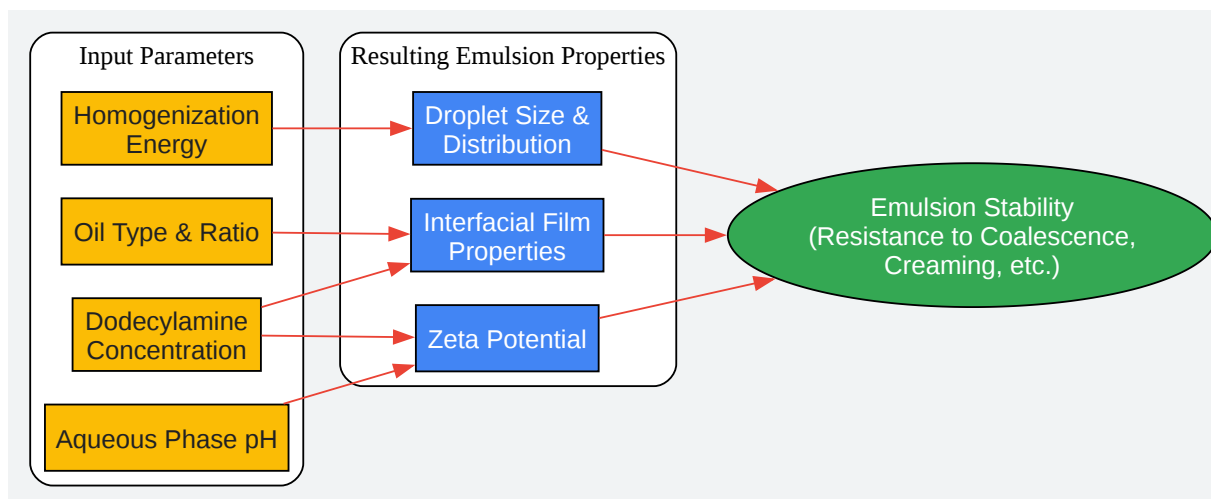 Input Parameters
Homogenization
Energy
Oil Type & Ratio
Dodecylamine
Concentration
Aqueous Phase pH
Resulting Emulsion Properties
Droplet Size &
Distribution
Interfacial Film
Properties
Zeta Potential
Emulsion Stability
(Resistance to Coalescence,
Creaming, etc.)